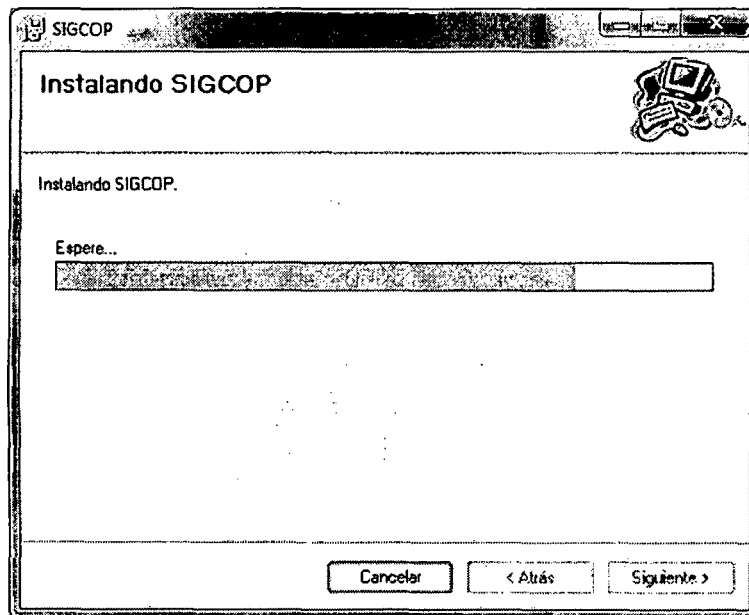 SIGCOP
Instalando SIGCOP
Instalando SIGCOP.
Espere...
Cancelar
< Atrás
Siguiente >